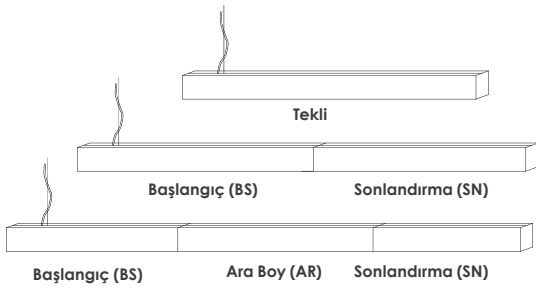 Tekli
Başlangıç (BS) Sonlandırma (SN)
Başlangıç (BS) Ara Boy (AR) Sonlandırma (SN)